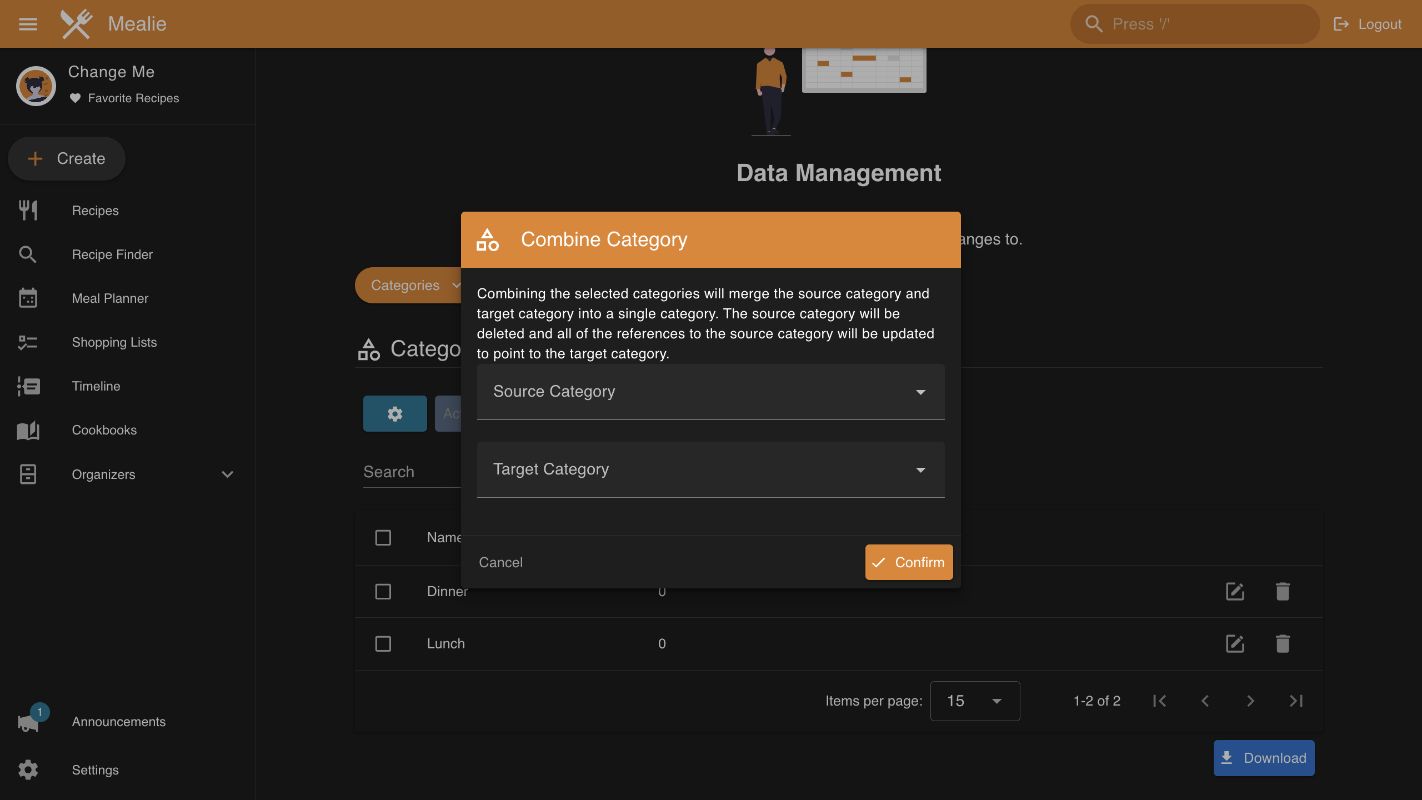 Mealie
Press '/'
Logout
Change Me
Favorite Recipes
Create
Recipes
Recipe Finder
Meal Planner
Shopping Lists
Timeline
Cookbooks
Organizers
1
Announcements
Settings
Data Management
anges to.
Categories
Catego
Ac
Search
Combine Category
Combining the selected categories will merge the source category and
target category into a single category. The source category will be
deleted and all of the references to the source category will be updated
to point to the target category.
Source Category
Target Category
Cancel
Confirm
Name
Dinner 0
Lunch 0
Items per page: 15 1-2 of 2
Download